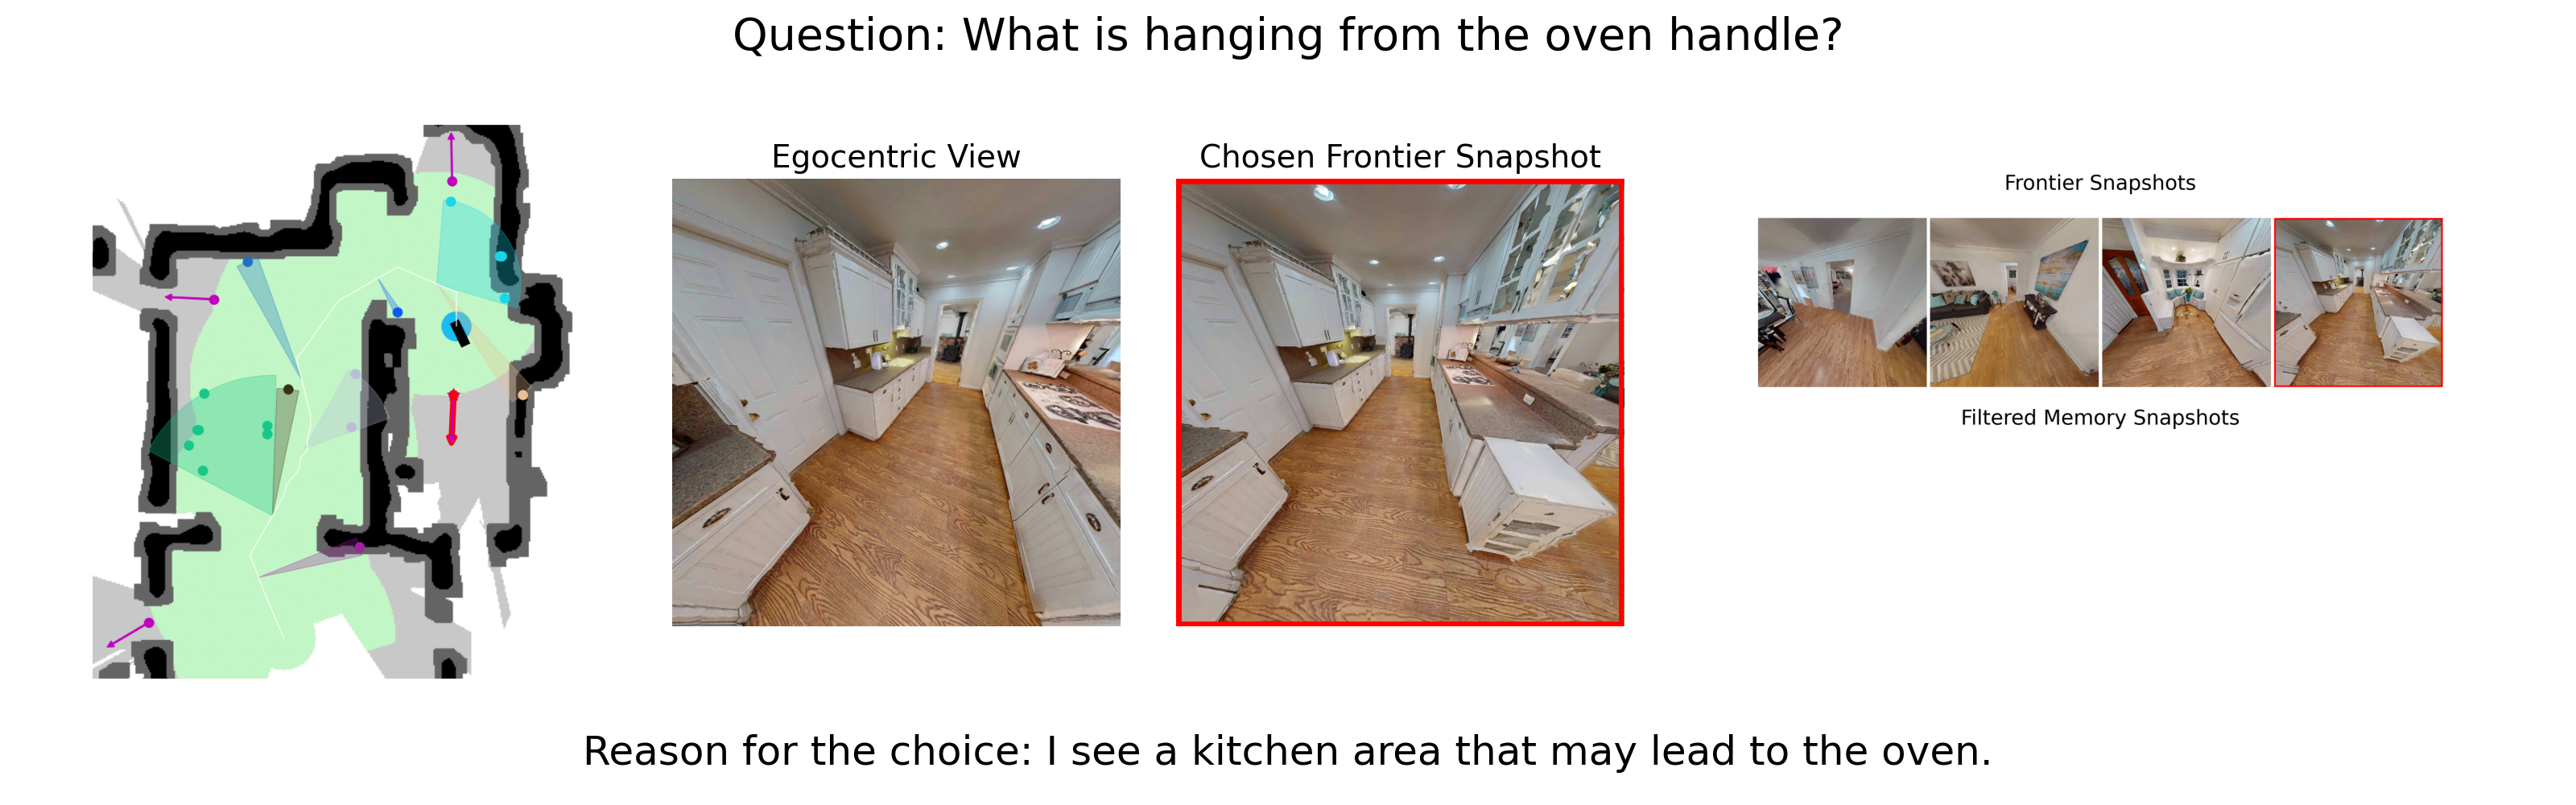 Question: What is hanging from the oven handle?
Egocentric View
Chosen Frontier Snapshot
Frontier Snapshots
Filtered Memory Snapshots
Reason for the choice: I see a kitchen area that may lead to the oven.